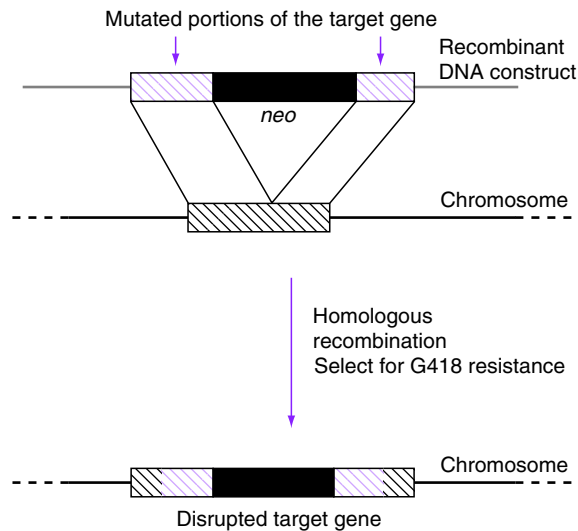 Mutated portions of the target gene
Recombinant
DNA construct
neo
Chromosome
Homologous
recombination
Select for G418 resistance
Chromosome
Disrupted target gene